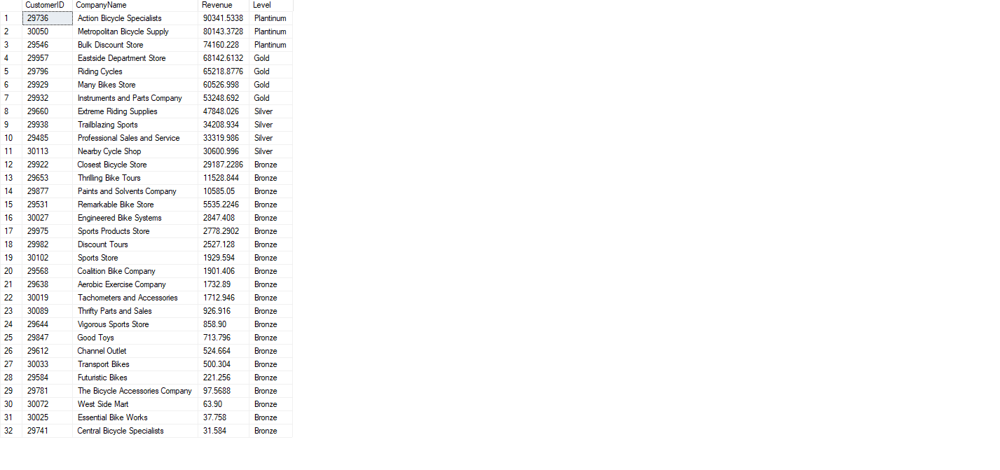 CustomerID CompanyName Revenue Level
1 29736 Action Bicycle Specialists 90341.5338 Plantinum
2 30050 Metropolitan Bicycle Supply 80143.3728 Plantinum
3 29546 Bulk Discount Store 74160.228 Plantinum
4 29957 Eastside Department Store 68142.6132 Gold
5 29796 Riding Cycles 65218.8776 Gold
6 29929 Many Bikes Store 60526.998 Gold
7 29932 Instruments and Parts Company 53248.692 Gold
8 29660 Extreme Riding Supplies 47848.026 Silver
9 29938 Trailblazing Sports 34208.934 Silver
10 29485 Professional Sales and Service 33319.986 Silver
11 30113 Nearby Cycle Shop 30600.996 Silver
12 29922 Closest Bicycle Store 29187.2286 Bronze
13 29653 Thrilling Bike Tours 11528.844 Bronze
14 29877 Paints and Solvents Company 10585.05 Bronze
15 29531 Remarkable Bike Store 5535.2246 Bronze
16 30027 Engineered Bike Systems 2847.408 Bronze
17 29975 Sports Products Store 2778.2902 Bronze
18 29982 Discount Tours 2527.128 Bronze
19 30102 Sports Store 1929.594 Bronze
20 29568 Coalition Bike Company 1901.406 Bronze
21 29638 Aerobic Exercise Company 1732.89 Bronze
22 30019 Tachometers and Accessories 1712.946 Bronze
23 30089 Thrifty Parts and Sales 926.916 Bronze
24 29644 Vigorous Sports Store 858.90 Bronze
25 29847 Good Toys 713.796 Bronze
26 29612 Channel Outlet 524.664 Bronze
27 30033 Transport Bikes 500.304 Bronze
28 29584 Futuristic Bikes 221.256 Bronze
29 29781 The Bicycle Accessories Company 97.5688 Bronze
30 30072 West Side Mart 63.90 Bronze
31 30025 Essential Bike Works 37.758 Bronze
32 29741 Central Bicycle Specialists 31.584 Bronze